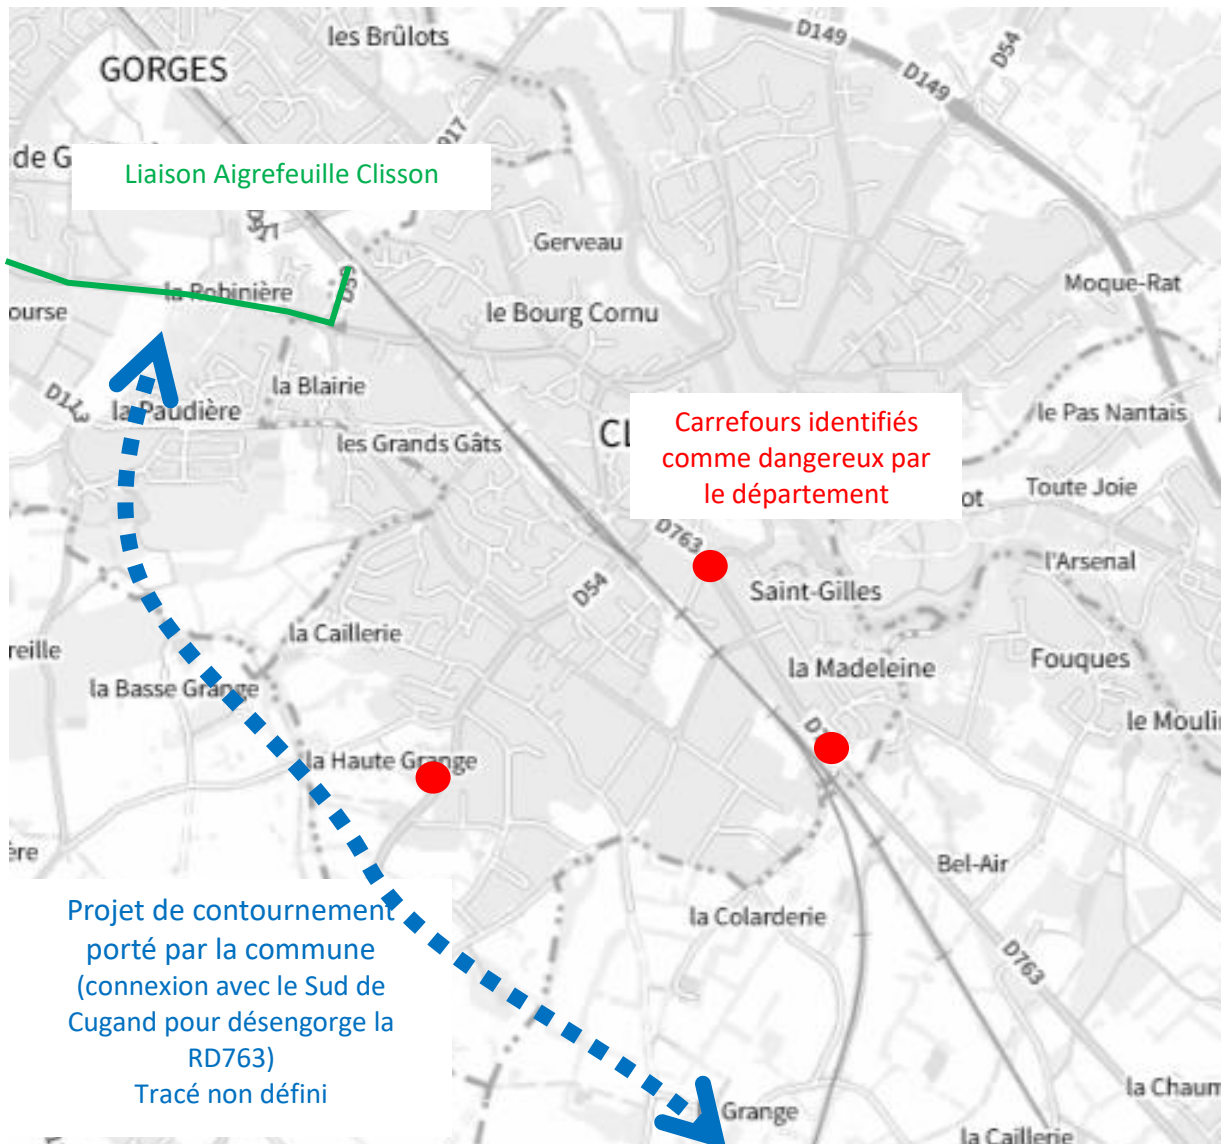 les Brûlots
D149
D54
GORGES
D149
917
de G
Liaison Aigrefeuille Clisson
Gerveau
Moque-Rat
la Robinière
ourse
le Bourg Cornu
la Blairie
D113
la Paudière
le Pas Nantais
les Grands Gâts
CL
Carrefours identifiés
comme dangereux par
le département
ot
Toute Joie
D763
l'Arsenal
D54
Saint-Gilles
la Caillerie
reille
la Madeleine
Fouques
la Basse Grange
le Moulin
la Haute Grange
ère
Bel-Air
la Colarderie
Projet de contournement
porté par la commune
(connexion avec le Sud de
Cugand pour désengorge la
RD763)
Tracé non défini
D763
la Chaum
Grange
la Caillerie